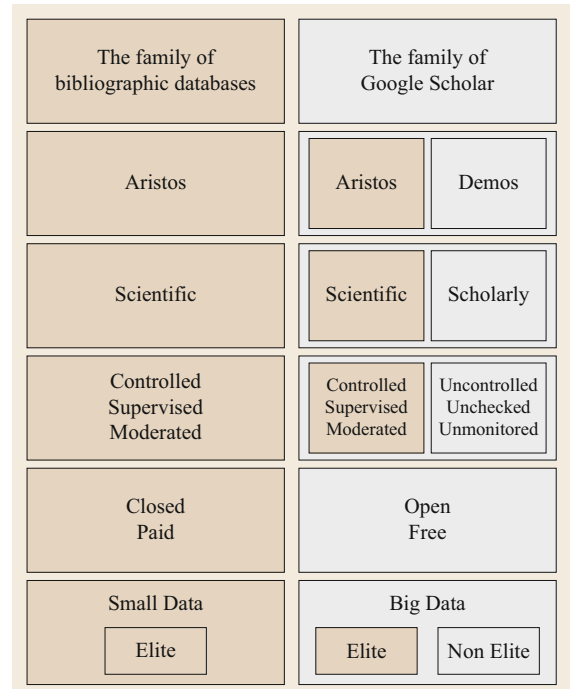 The family of
bibliographic databases
The family of
Google Scholar
Aristos
Aristos
Demos
Scientific
Scientific
Scholarly
Controlled
Supervised
Moderated
Controlled
Supervised
Moderated
Uncontrolled
Unchecked
Unmonitored
Closed
Paid
Open
Free
Small Data
Elite
Big Data
Elite
Non Elite